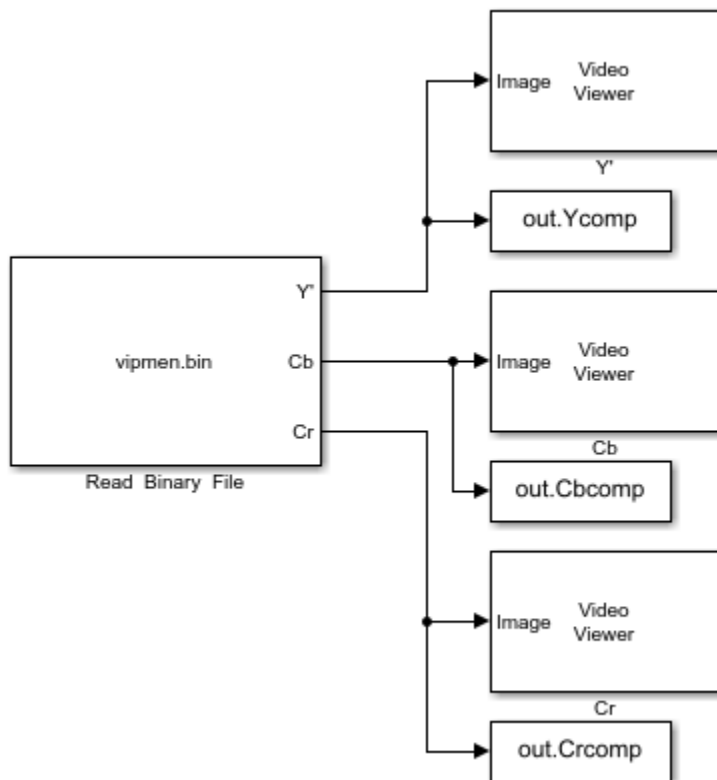 Image
Video
Viewer
Y'
out.Ycomp
Y'
vipmen.bin
Cb
Cr
Read Binary File
Image
Video
Viewer
Cb
out.Cbcomp
Image
Video
Viewer
Cr
out.Crcomp